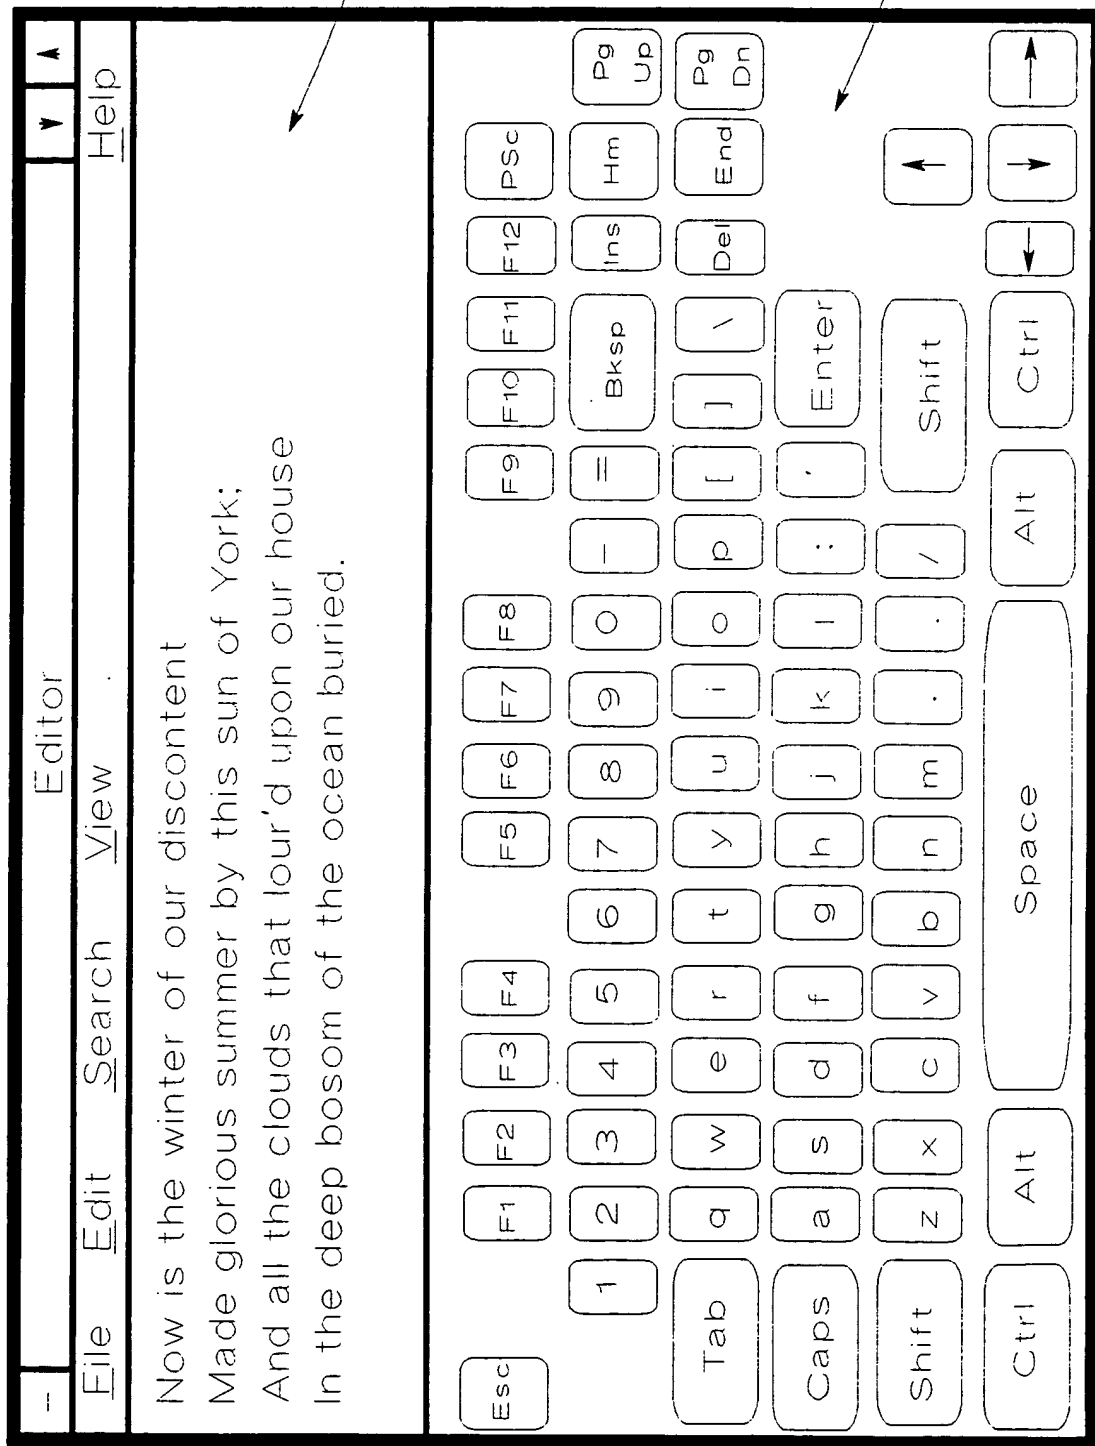 - Editor ▼ ▲
File Edit Search View Help
Now is the winter of our discontent
Made glorious summer by this sun of York;
And all the clouds that lour'd upon our house
In the deep bosom of the ocean buried.
Esc F1 F2 F3 F4 F5 F6 F7 F8 F9 F10 F11 F12 PSc
1 2 3 4 5 6 7 8 9 0 - = Bksp Ins Hm Pg Up
Tab q w e r t y u i o p [ ] \ Del End Pg Dn
Caps a s d f g h j k l : ' Enter
Shift z x c v b n m . . / Shift ↑
Ctrl Alt Space Alt Ctrl ← ↓ →